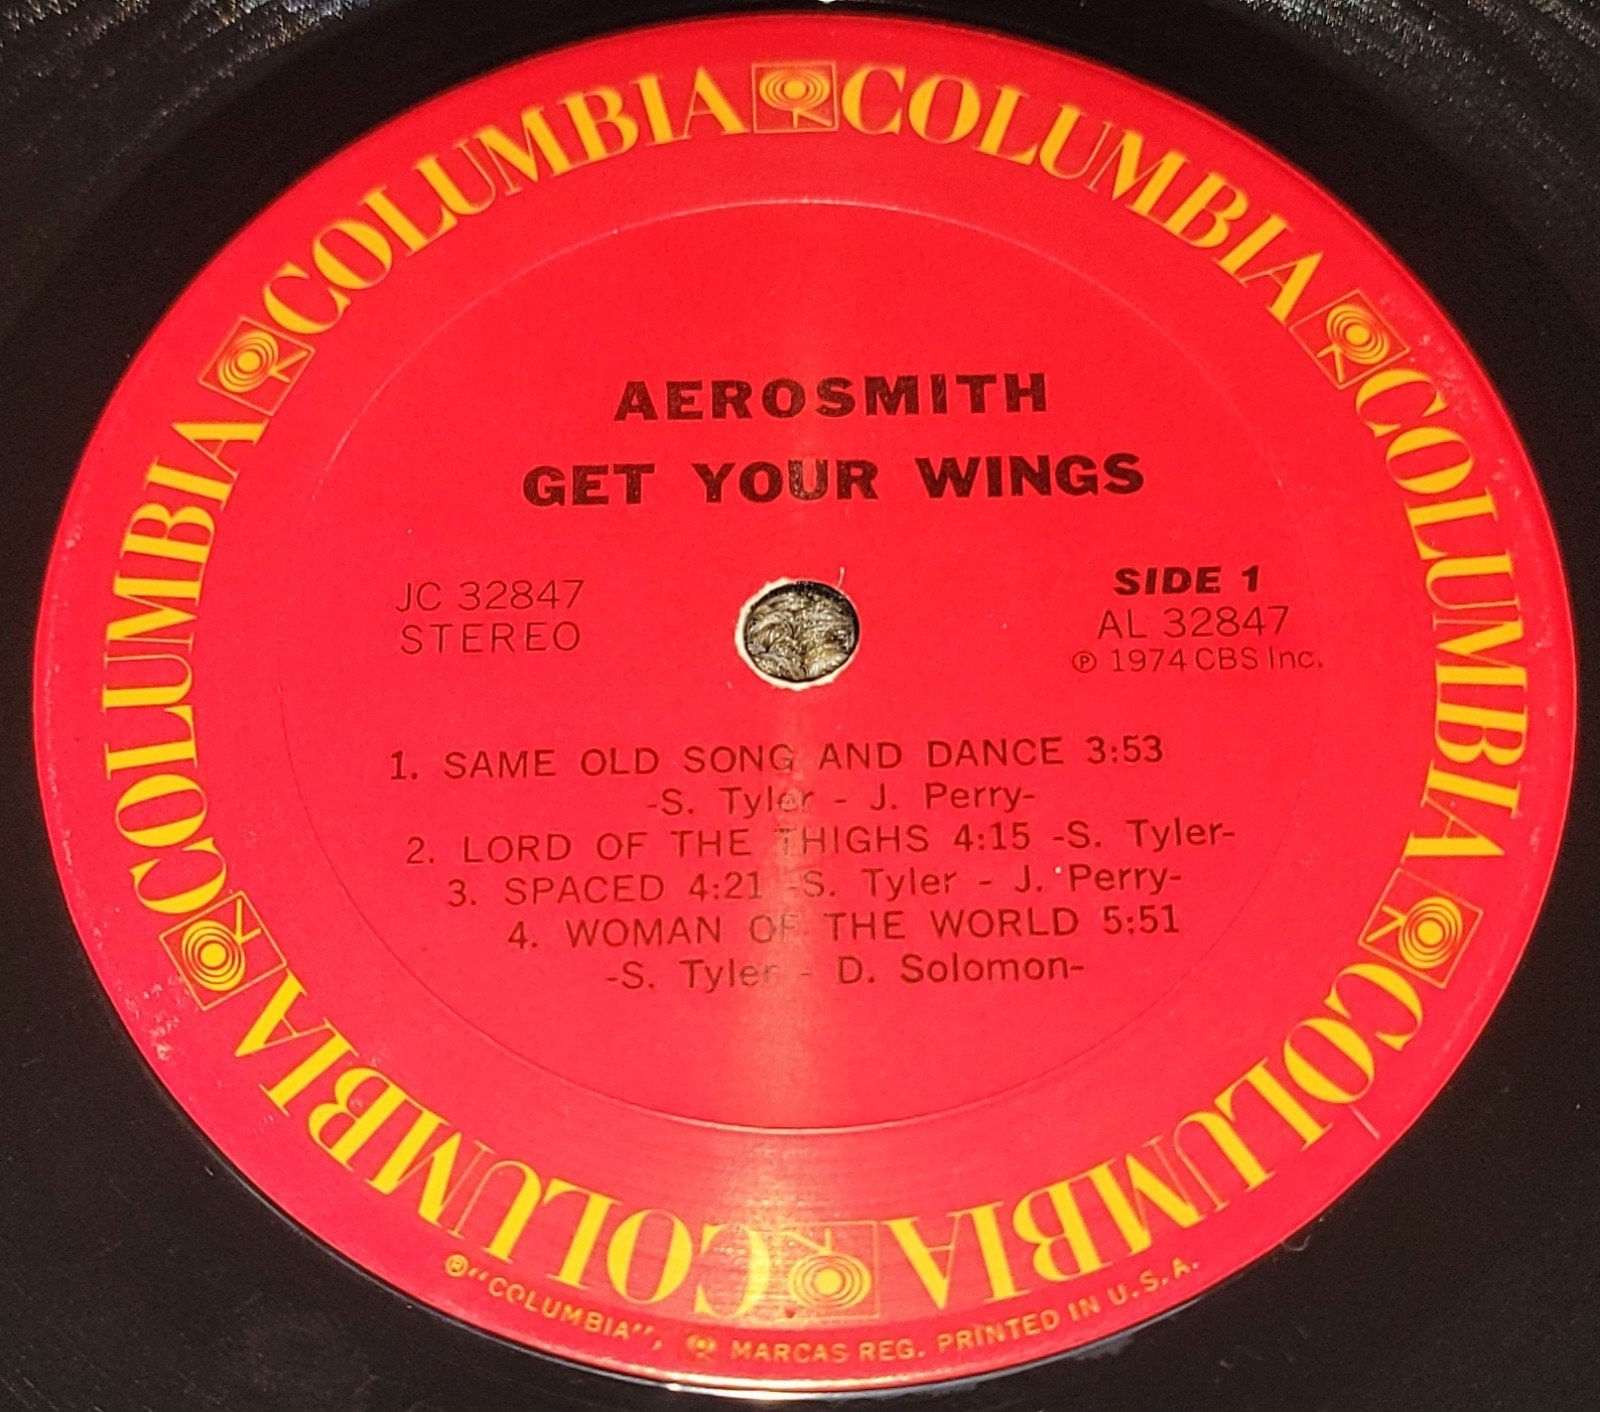 COLUMBIA COLUMBIA COLUMBIA COLUMBIA COLUMBIA COLUMBIA
AEROSMITH
GET YOUR WINGS
JC 32847
STEREO
SIDE 1
AL 32847
℗ 1974 CBS Inc.
1. SAME OLD SONG AND DANCE 3:53
-S. Tyler - J. Perry-
2. LORD OF THE THIGHS 4:15 -S. Tyler-
3. SPACED 4:21 -S. Tyler - J. Perry-
4. WOMAN OF THE WORLD 5:51
-S. Tyler - D. Solomon-
®"COLUMBIA", MARCAS REG. PRINTED IN U.S.A.